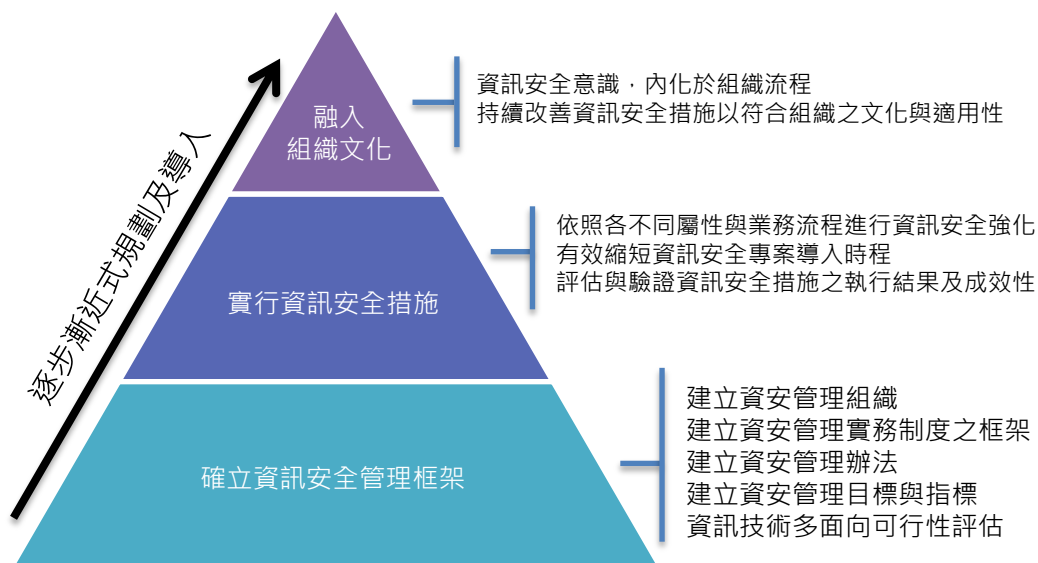 逐步漸近式規劃及導入
融入
組織文化
資訊安全意識，內化於組織流程
持續改善資訊安全措施以符合組織之文化與適用性
實行資訊安全措施
依照各不同屬性與業務流程進行資訊安全強化
有效縮短資訊安全專案導入時程
評估與驗證資訊安全措施之執行結果及成效性
確立資訊安全管理框架
建立資安管理組織
建立資安管理實務制度之框架
建立資安管理辦法
建立資安管理目標與指標
資訊技術多面向可行性評估